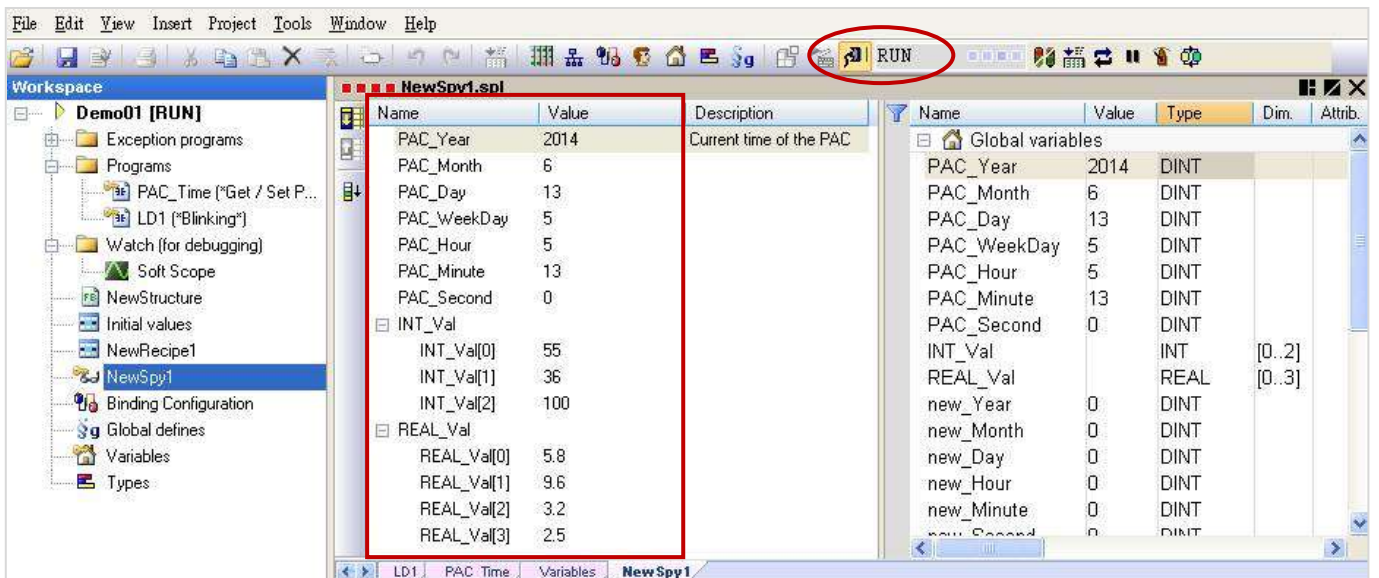 File Edit View Insert Project Tools Window Help
RUN
Workspace
Demo01 [RUN]
Exception programs
Programs
PAC_Time (*Get / Set P...
LD1 (*Blinking*)
Watch (for debugging)
Soft Scope
NewStructure
Initial values
NewRecipe1
NewSpy1
Binding Configuration
Global defines
Variables
Types
NewSpy1.spl
Name Value Description
PAC_Year 2014 Current time of the PAC
PAC_Month 6
PAC_Day 13
PAC_WeekDay 5
PAC_Hour 5
PAC_Minute 13
PAC_Second 0
INT_Val
INT_Val[0] 55
INT_Val[1] 36
INT_Val[2] 100
REAL_Val
REAL_Val[0] 5.8
REAL_Val[1] 9.6
REAL_Val[2] 3.2
REAL_Val[3] 2.5
Name Value Type Dim. Attrib.
Global variables
PAC_Year 2014 DINT
PAC_Month 6 DINT
PAC_Day 13 DINT
PAC_WeekDay 5 DINT
PAC_Hour 5 DINT
PAC_Minute 13 DINT
PAC_Second 0 DINT
INT_Val INT [0..2]
REAL_Val REAL [0..3]
new_Year 0 DINT
new_Month 0 DINT
new_Day 0 DINT
new_Hour 0 DINT
new_Minute 0 DINT
new_Second 0 DINT
LD1 PAC_Time Variables NewSpy1